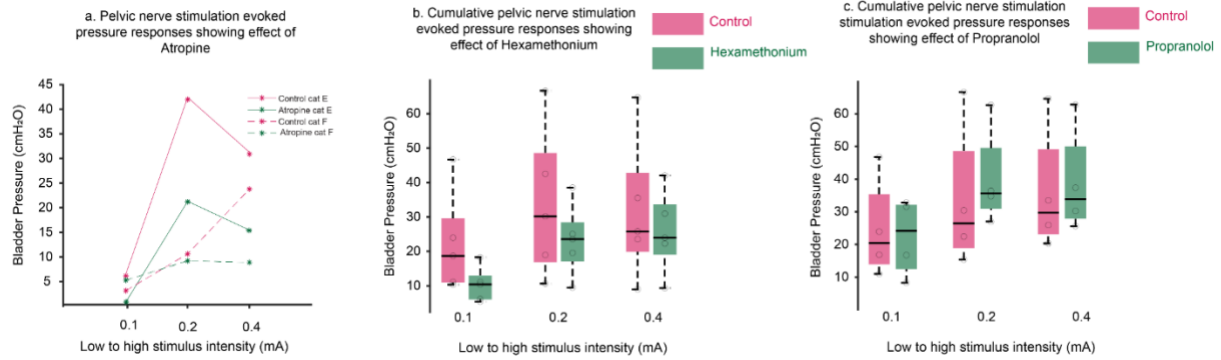 a. Pelvic nerve stimulation evoked
pressure responses showing effect of
Atropine
Bladder Pressure (cmH₂O)
45
40
35
30
25
20
15
10
5
Control cat E
Atropine cat E
Control cat F
Atropine cat F
0.1 0.2 0.4
Low to high stimulus intensity (mA)
b. Cumulative pelvic nerve stimulation
evoked pressure responses showing
effect of Hexamethonium
Control
Hexamethonium
Bladder Pressure (cmH₂O)
60
50
40
30
20
10
0.1 0.2 0.4
Low to high stimulus intensity (mA)
c. Cumulative pelvic nerve stimulation
stimulation evoked pressure responses
showing effect of Propranolol
Control
Propranolol
Bladder Pressure (cmH₂O)
60
50
40
30
20
10
0.1 0.2 0.4
Low to high stimulus intensity (mA)